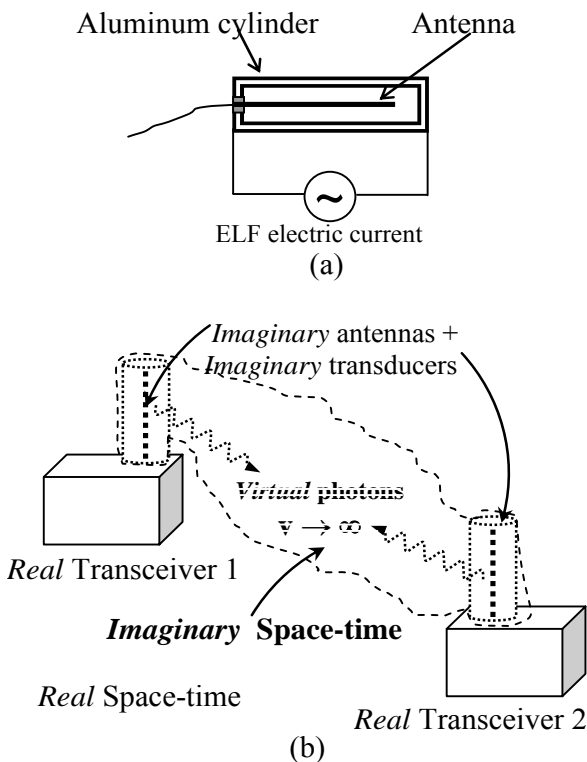 Aluminum cylinder
Antenna
~
ELF electric current
(a)
Imaginary antennas +
Imaginary transducers
Virtual photons
v → ∞
Real Transceiver 1
Imaginary Space-time
Real Space-time
Real Transceiver 2
(b)